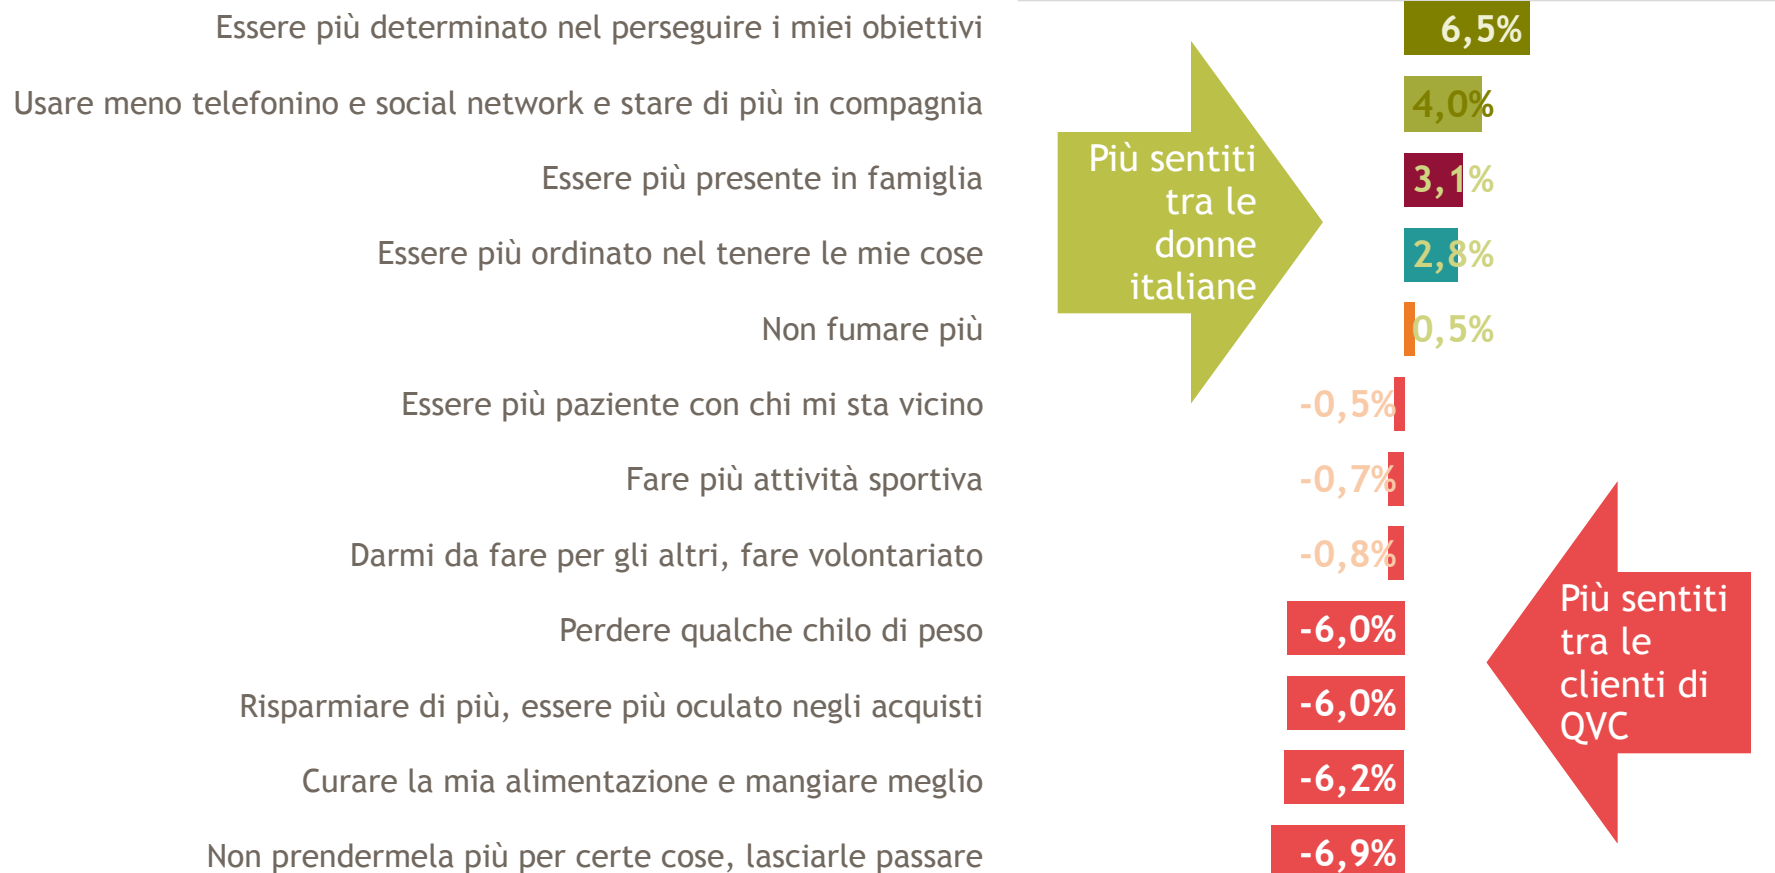 Essere più determinato nel perseguire i miei obiettivi 6,5%
Usare meno telefonino e social network e stare di più in compagnia 4,0%
Essere più presente in famiglia 3,1%
Essere più ordinato nel tenere le mie cose 2,8%
Non fumare più 0,5%
Più sentiti
tra le
donne
italiane
Essere più paziente con chi mi sta vicino -0,5%
Fare più attività sportiva -0,7%
Darmi da fare per gli altri, fare volontariato -0,8%
Perdere qualche chilo di peso -6,0%
Risparmiare di più, essere più oculato negli acquisti -6,0%
Curare la mia alimentazione e mangiare meglio -6,2%
Non prendermela più per certe cose, lasciarle passare -6,9%
Più sentiti
tra le
clienti di
QVC